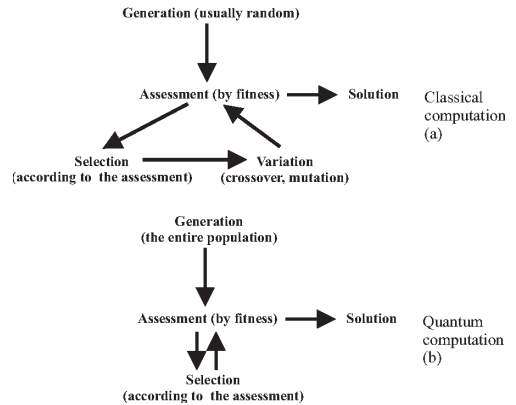 Generation (usually random)
Assessment (by fitness)
Solution
Classical
computation
(a)
Selection
(according to the assessment)
Variation
(crossover, mutation)
Generation
(the entire population)
Assessment (by fitness)
Solution
Quantum
computation
(b)
Selection
(according to the assessment)